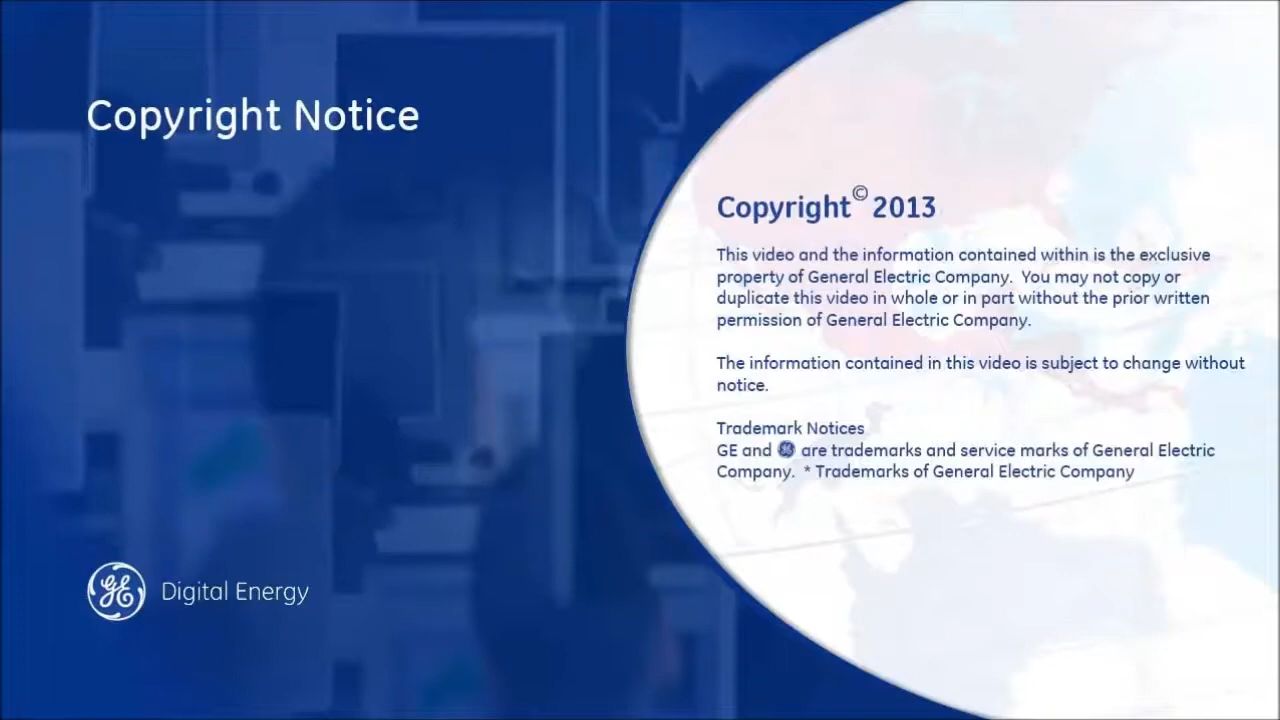 Copyright Notice
Copyright© 2013
This video and the information contained within is the exclusive
property of General Electric Company. You may not copy or
duplicate this video in whole or in part without the prior written
permission of General Electric Company.
The information contained in this video is subject to change without
notice.
Trademark Notices
GE and GE are trademarks and service marks of General Electric
Company. * Trademarks of General Electric Company
GE Digital Energy